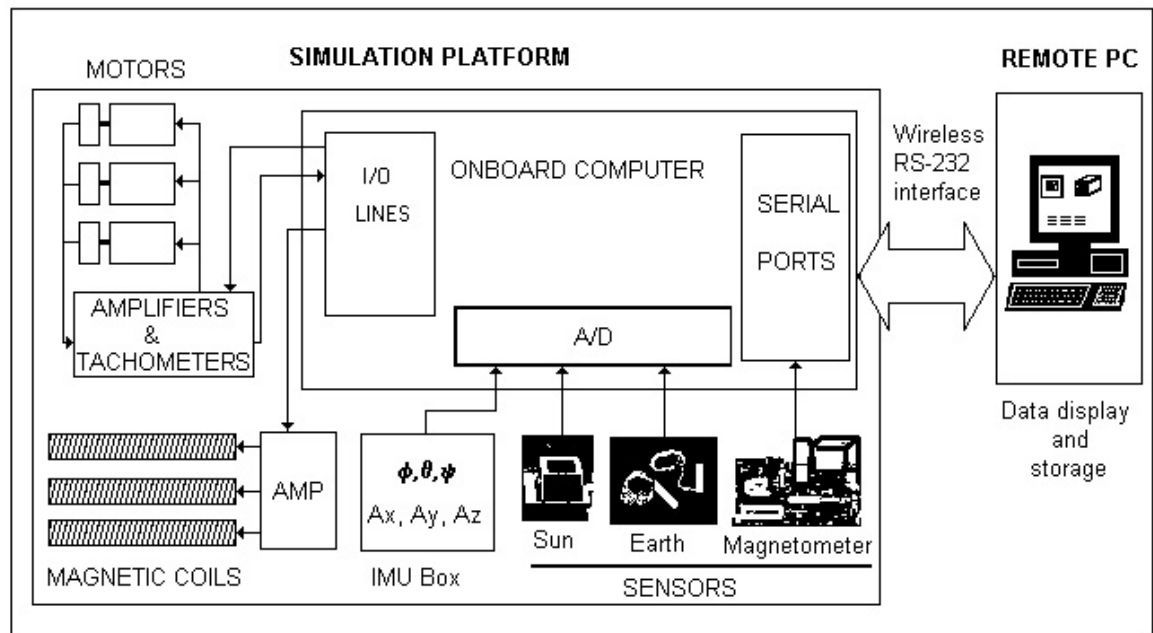 SIMULATION PLATFORM
REMOTE PC
MOTORS
I/O
LINES
ONBOARD COMPUTER
SERIAL
PORTS
Wireless
RS-232
interface
AMPLIFIERS
&
TACHOMETERS
A/D
Data display
and
storage
AMP
ϕ,θ,ψ
Ax, Ay, Az
Sun
Earth
Magnetometer
MAGNETIC COILS
IMU Box
SENSORS